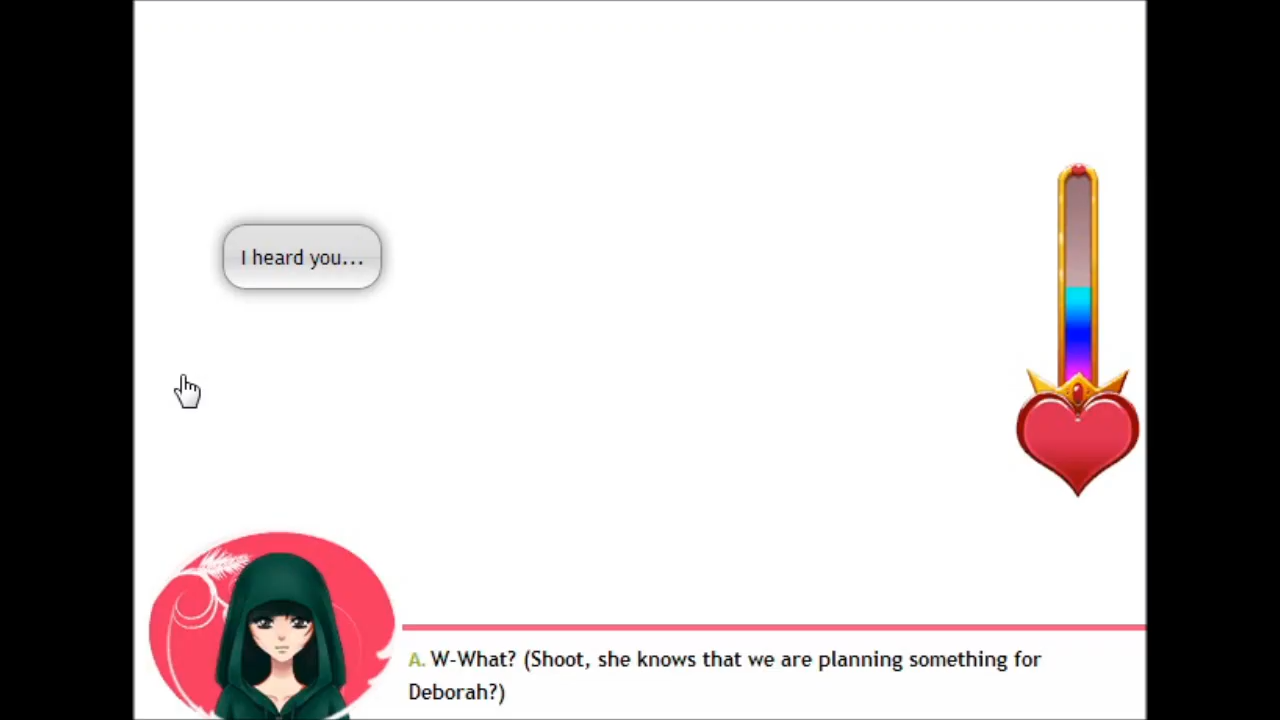 I heard you...
A. W-What? (Shoot, she knows that we are planning something for
Deborah?)